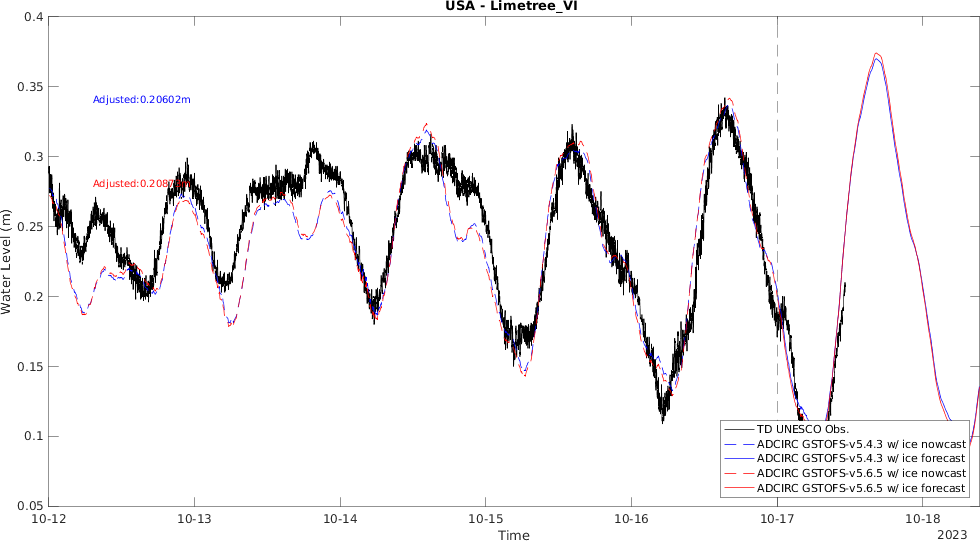 USA - Limetree_VI
0.4
0.35
0.3
0.25
0.2
0.15
0.1
0.05
Water Level (m)
Adjusted:0.20602m
TD UNESCO Obs.
ADCIRC GSTOFS-v5.4.3 w/ ice nowcast
ADCIRC GSTOFS-v5.4.3 w/ ice forecast
ADCIRC GSTOFS-v5.6.5 w/ ice nowcast
ADCIRC GSTOFS-v5.6.5 w/ ice forecast
10-12 10-13 10-14 10-15 10-16 10-17 10-18
Time
2023